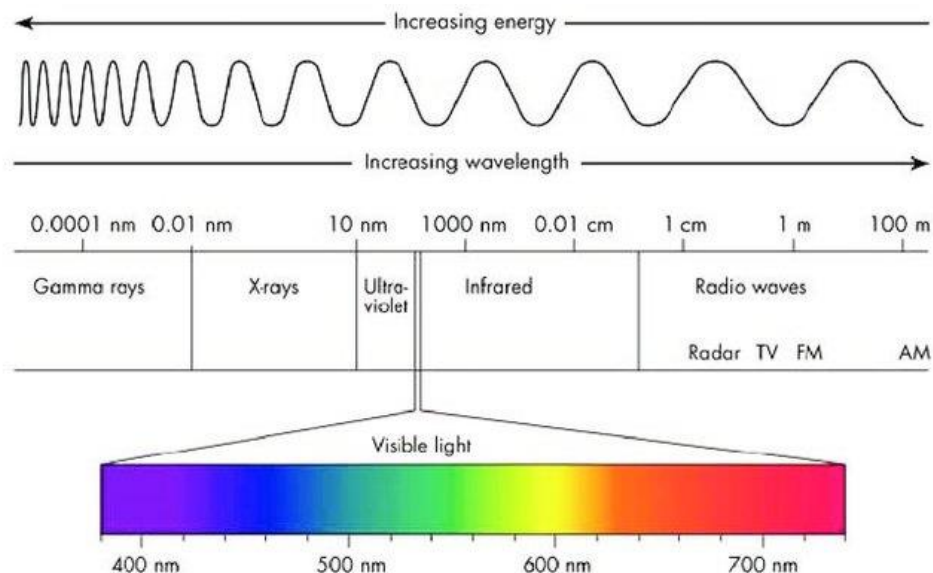 Increasing energy
Increasing wavelength
0.0001 nm 0.01 nm 10 nm 1000 nm 0.01 cm 1 cm 1 m 100 m
Gamma rays X-rays Ultra- Infrared Radio waves
violet
Radar TV FM AM
Visible light
400 nm 500 nm 600 nm 700 nm